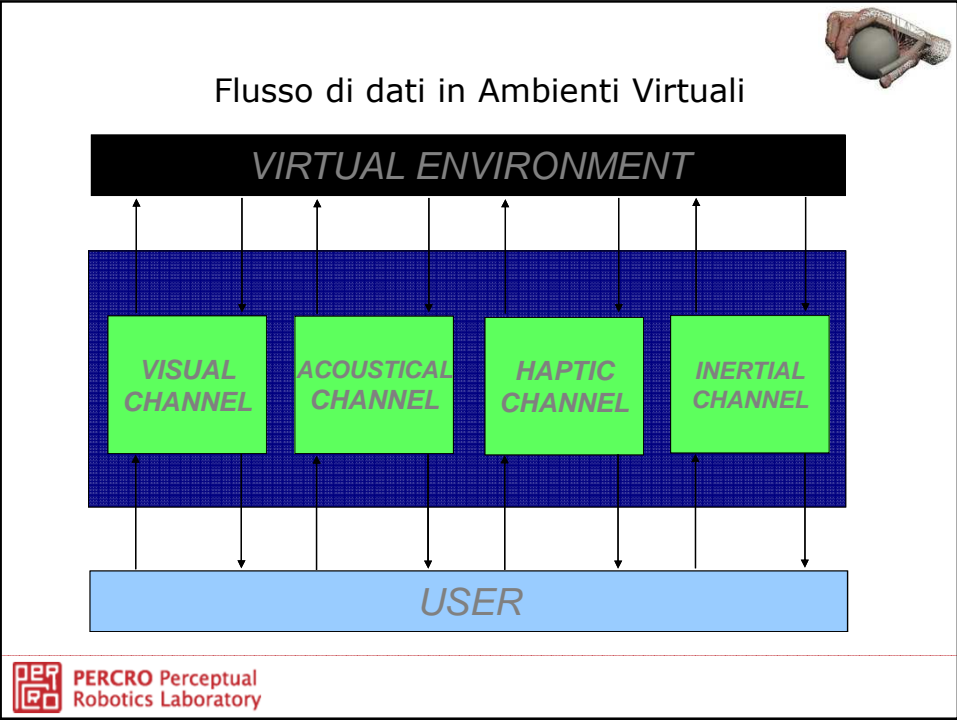 Flusso di dati in Ambienti Virtuali
VIRTUAL ENVIRONMENT
VISUAL
CHANNEL
ACOUSTICAL
CHANNEL
HAPTIC
CHANNEL
INERTIAL
CHANNEL
USER
PERCRO
PERCRO Perceptual
Robotics Laboratory